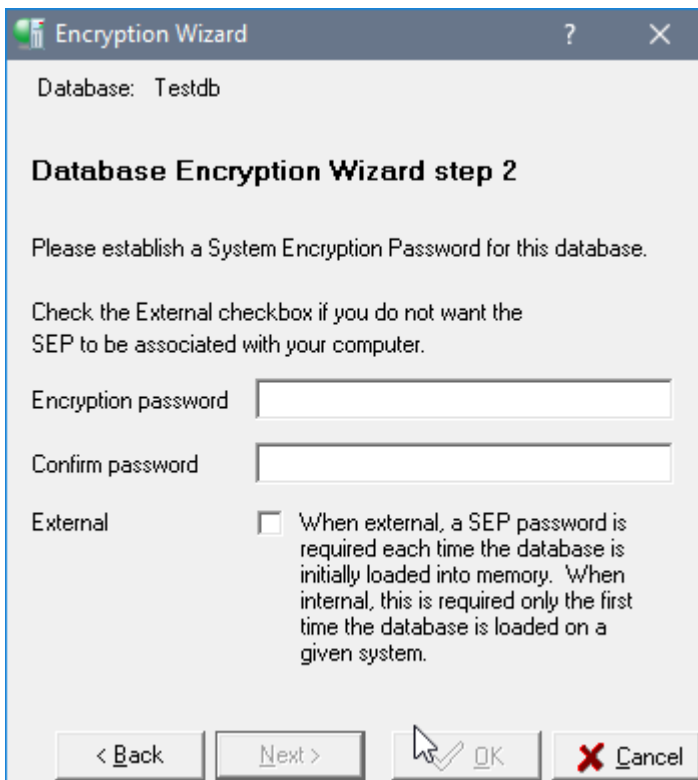 Encryption Wizard ?
Database: Testdb
Database Encryption Wizard step 2
Please establish a System Encryption Password for this database.
Check the External checkbox if you do not want the
SEP to be associated with your computer.
Encryption password
Confirm password
External
When external, a SEP password is
required each time the database is
initially loaded into memory. When
internal, this is required only the first
time the database is loaded on a
given system.
< Back Next > OK Cancel